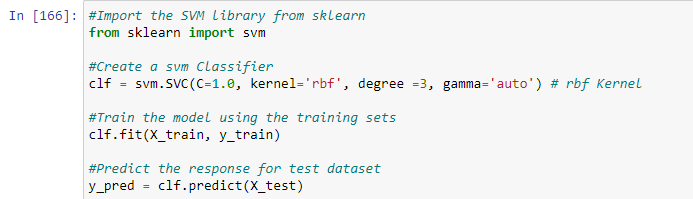 In [166]: #Import the SVM library from sklearn
from sklearn import svm
#Create a svm Classifier
clf = svm.SVC(C=1.0, kernel='rbf', degree =3, gamma='auto') # rbf Kernel
#Train the model using the training sets
clf.fit(X_train, y_train)
#Predict the response for test dataset
y_pred = clf.predict(X_test)